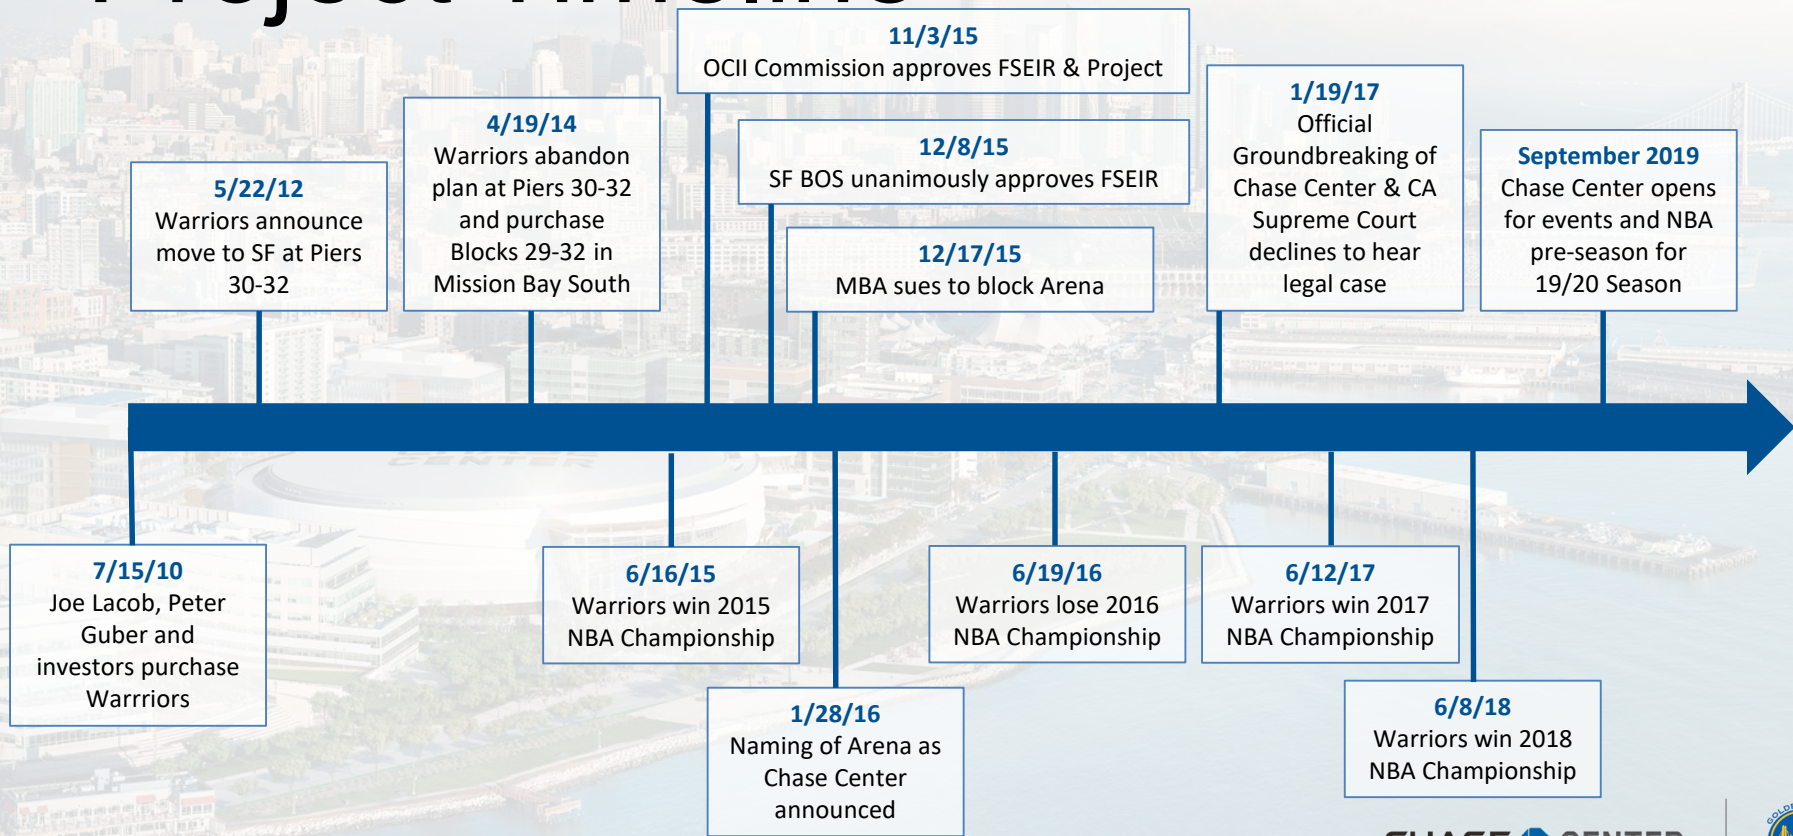 Project Timeline
11/3/15
OCII Commission approves FSEIR & Project
4/19/14
Warriors abandon
plan at Piers 30-32
and purchase
Blocks 29-32 in
Mission Bay South
1/19/17
Official
Groundbreaking of
Chase Center & CA
Supreme Court
declines to hear
legal case
12/8/15
SF BOS unanimously approves FSEIR
September 2019
Chase Center opens
for events and NBA
pre-season for
19/20 Season
5/22/12
Warriors announce
move to SF at Piers
30-32
12/17/15
MBA sues to block Arena
CENTER
7/15/10
Joe Lacob, Peter
Guber and
investors purchase
Warrriors
6/16/15
Warriors win 2015
NBA Championship
6/19/16
Warriors lose 2016
NBA Championship
6/12/17
Warriors win 2017
NBA Championship
1/28/16
Naming of Arena as
Chase Center
announced
6/8/18
Warriors win 2018
NBA Championship
CHASE CENTER